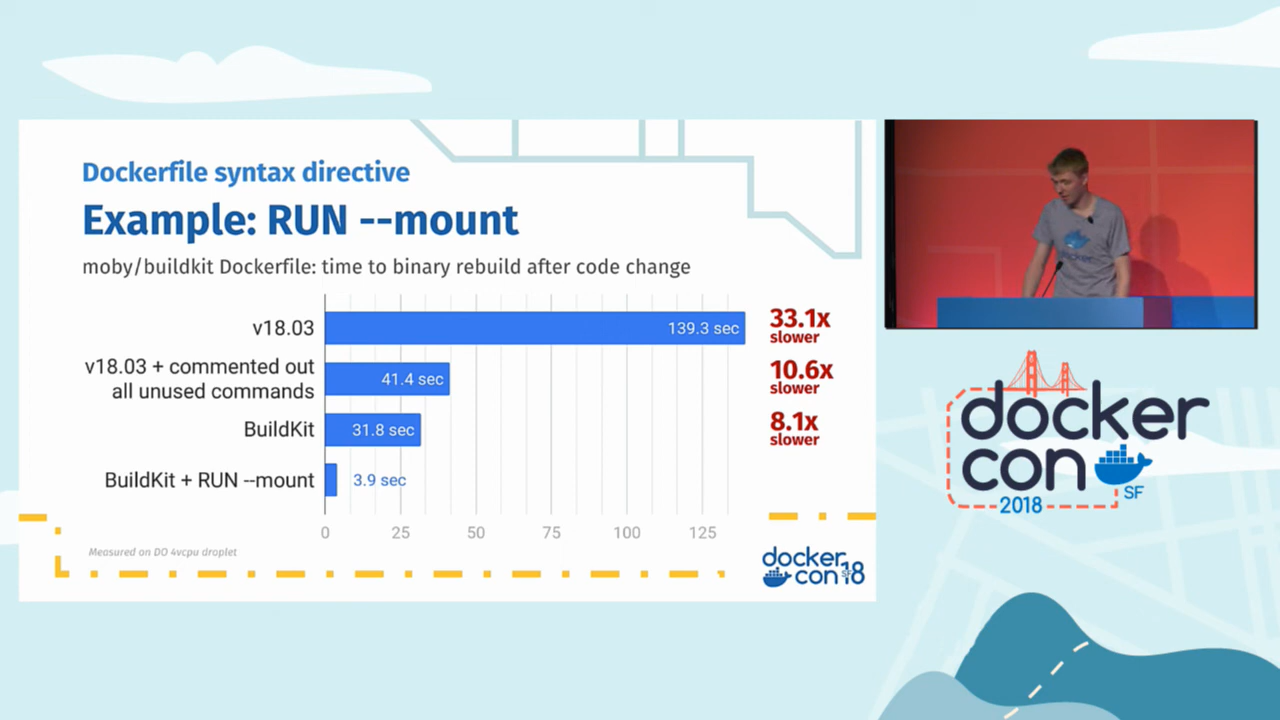 Dockerfile syntax directive
Example: RUN --mount
moby/buildkit Dockerfile: time to binary rebuild after code change
v18.03
139.3 sec
33.1x
slower
v18.03 + commented out
all unused commands
41.4 sec
10.6x
slower
BuildKit
31.8 sec
8.1x
slower
BuildKit + RUN --mount
3.9 sec
0 25 50 75 100 125
Measured on DO 4vcpu droplet
docker
con18
SF
docker
con
SF
2018